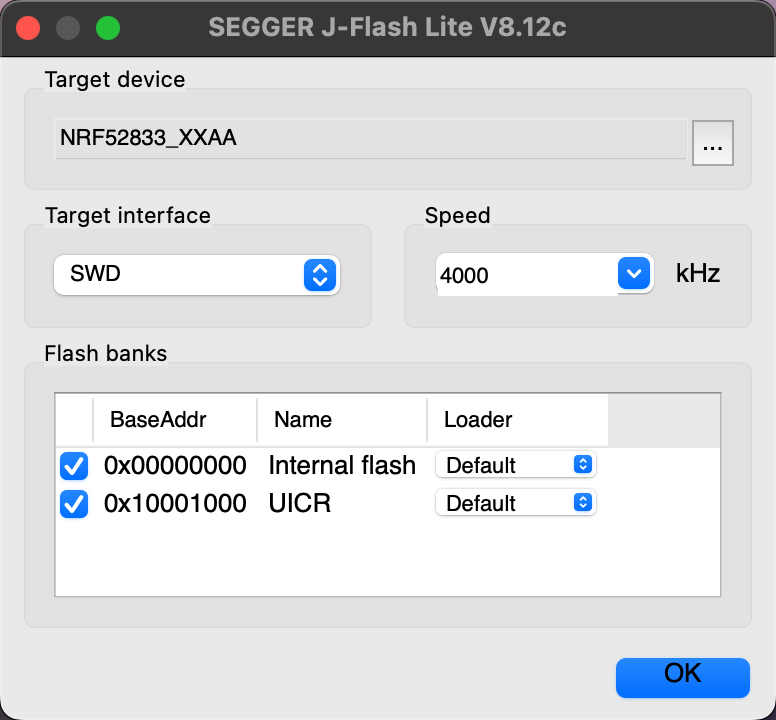 SEGGER J-Flash Lite V8.12c
Target device
NRF52833_XXAA
...
Target interface
Speed
SWD
4000
kHz
Flash banks
BaseAddr Name Loader
0x00000000 Internal flash Default
0x10001000 UICR Default
OK